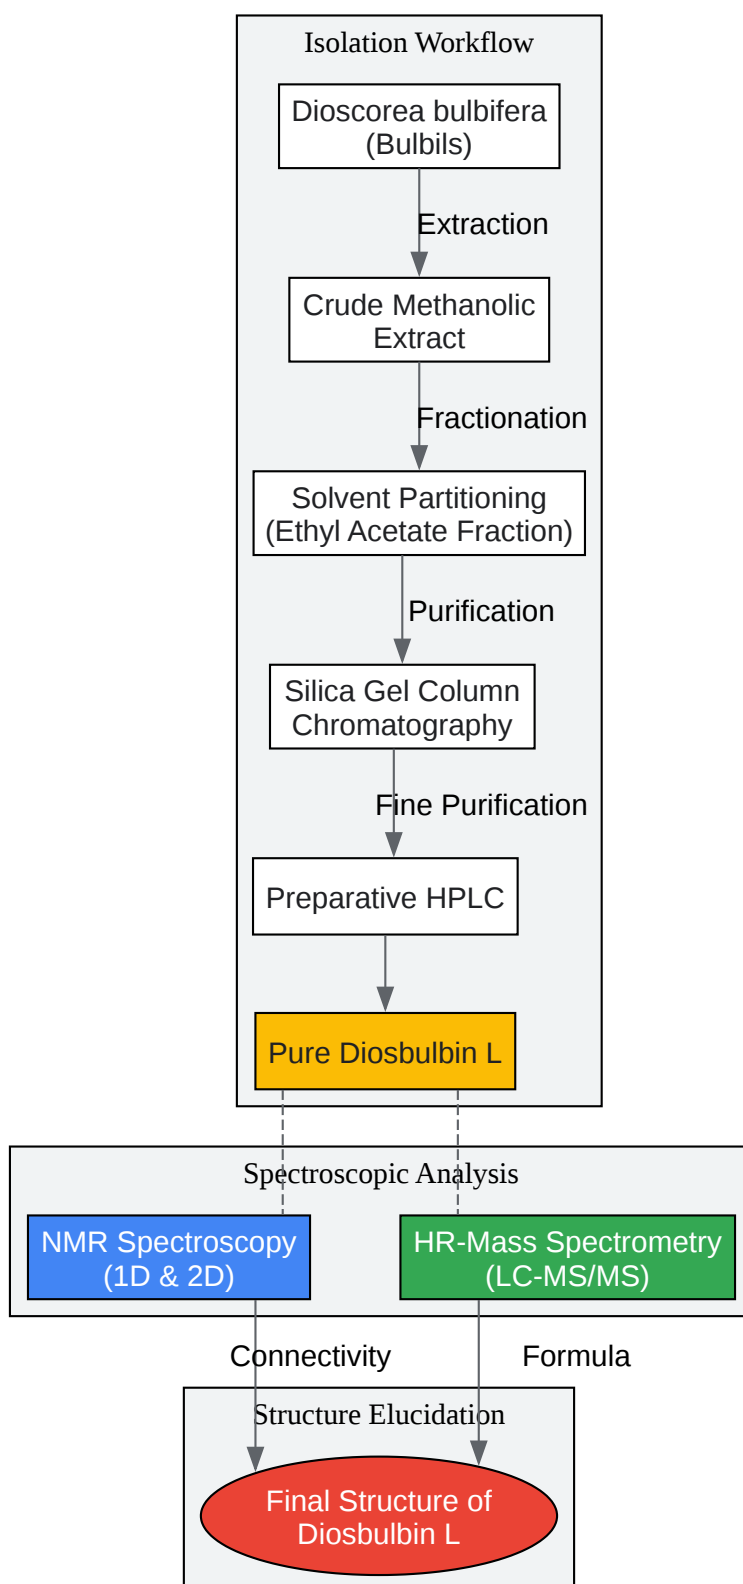 Isolation Workflow
Dioscorea bulbifera
(Bulbils)
Extraction
Crude Methanolic
Extract
Fractionation
Solvent Partitioning
(Ethyl Acetate Fraction)
Purification
Silica Gel Column
Chromatography
Fine Purification
Preparative HPLC
Pure Diosbulbin L
Spectroscopic Analysis
NMR Spectroscopy
(1D & 2D)
HR-Mass Spectrometry
(LC-MS/MS)
Connectivity
Formula
Structure Elucidation
Final Structure of
Diosbulbin L